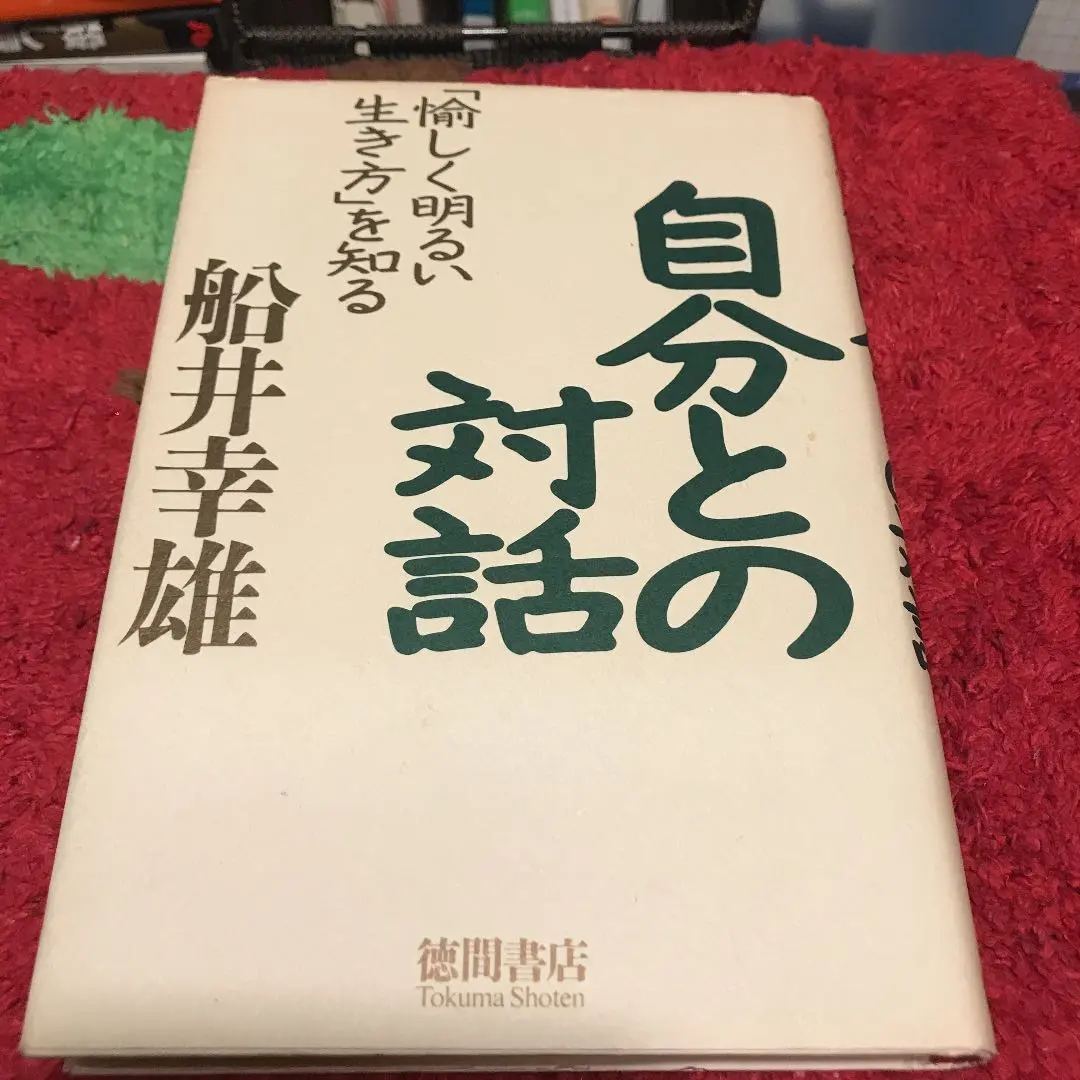 自分との
対話
「愉しく明るい
生き方」を知る
船井幸雄
徳間書店
Tokuma Shoten